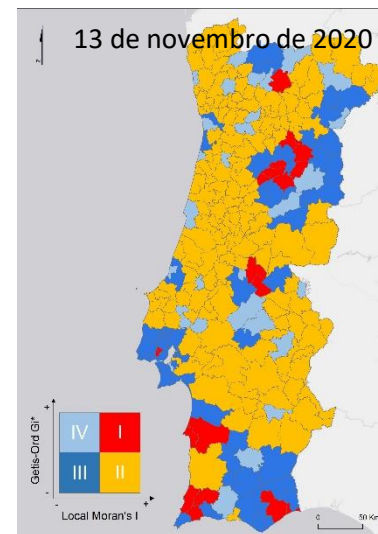 13 de novembro de 2020
z
+
IV I
Getis-Ord Gi*
III II
-
- +
Local Moran's I
0 50 Km